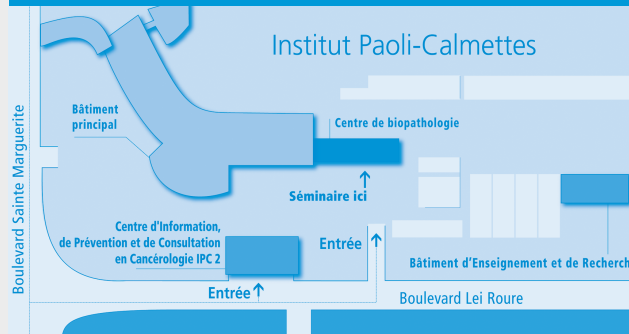 Institut Paoli-Calmettes
Bâtiment
principal
Centre de biopathologie
Séminaire ici
Boulevard Sainte Marguerite
Centre d'Information,
de Prévention et de Consultation
en Cancérologie IPC 2
Entrée
Bâtiment d'Enseignement et de Recherch
Entrée
Boulevard Lei Roure